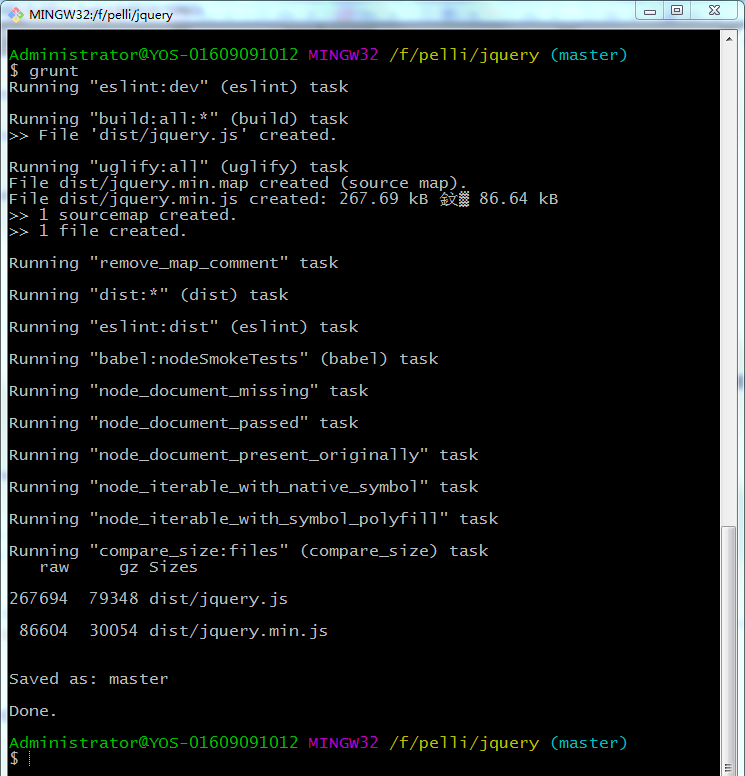 MINGW32:/f/pelli/jquery
Administrator@YOS-01609091012 MINGW32 /f/pelli/jquery (master)
$ grunt
Running "eslint:dev" (eslint) task
Running "build:all:*" (build) task
>> File 'dist/jquery.js' created.
Running "uglify:all" (uglify) task
File dist/jquery.min.map created (source map).
File dist/jquery.min.js created: 267.69 kB 鈫▒ 86.64 kB
>> 1 sourcemap created.
>> 1 file created.
Running "remove_map_comment" task
Running "dist:*" (dist) task
Running "eslint:dist" (eslint) task
Running "babel:nodeSmokeTests" (babel) task
Running "node_document_missing" task
Running "node_document_passed" task
Running "node_document_present_originally" task
Running "node_iterable_with_native_symbol" task
Running "node_iterable_with_symbol_polyfill" task
Running "compare_size:files" (compare_size) task
raw gz Sizes
267694 79348 dist/jquery.js
86604 30054 dist/jquery.min.js
Saved as: master
Done.
Administrator@YOS-01609091012 MINGW32 /f/pelli/jquery (master)
$